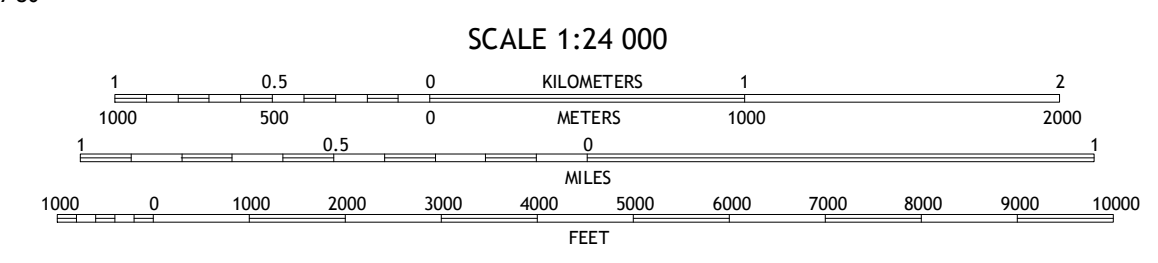 SCALE 1:24 000
1 0.5 0 KILOMETERS 1 2
1000 500 0 METERS 1000 2000
1 0.5 0 1
MILES
1000 0 1000 2000 3000 4000 5000 6000 7000 8000 9000 10000
FEET